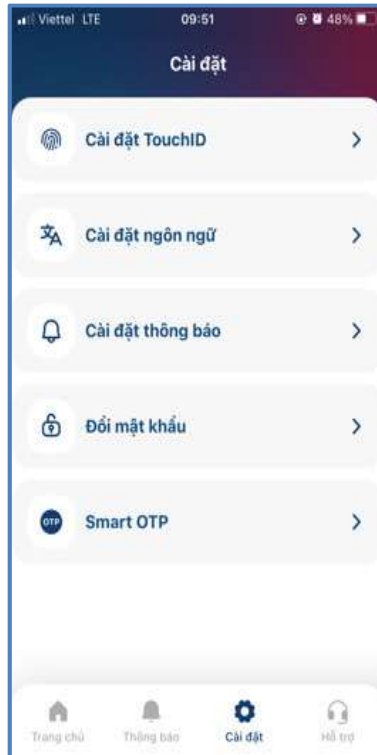 Viettel LTE 09:51 48%
Cài đặt
Cài đặt TouchID
Cài đặt ngôn ngữ
Cài đặt thông báo
Đổi mật khẩu
OTP Smart OTP
Trang chủ Thông báo Cài đặt Hỗ trợ